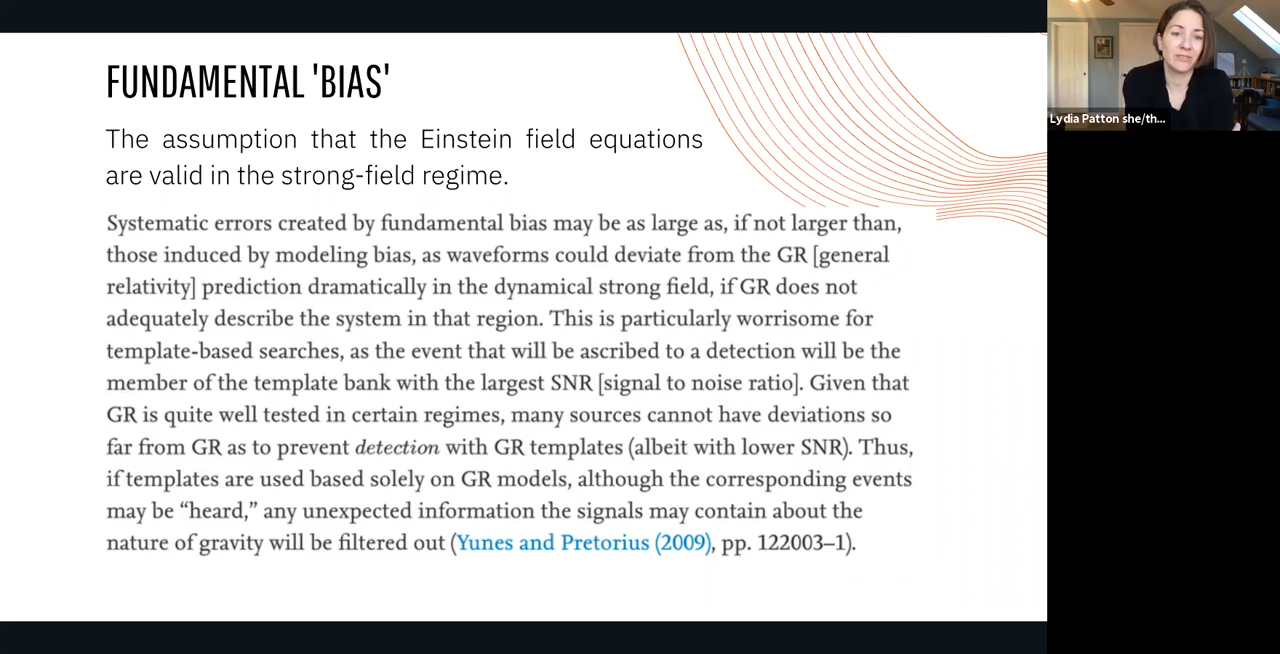 FUNDAMENTAL 'BIAS'
The assumption that the Einstein field equations
are valid in the strong-field regime.
Systematic errors created by fundamental bias may be as large as, if not larger than,
those induced by modeling bias, as waveforms could deviate from the GR [general
relativity] prediction dramatically in the dynamical strong field, if GR does not
adequately describe the system in that region. This is particularly worrisome for
template-based searches, as the event that will be ascribed to a detection will be the
member of the template bank with the largest SNR [signal to noise ratio]. Given that
GR is quite well tested in certain regimes, many sources cannot have deviations so
far from GR as to prevent detection with GR templates (albeit with lower SNR). Thus,
if templates are used based solely on GR models, although the corresponding events
may be “heard,” any unexpected information the signals may contain about the
nature of gravity will be filtered out (Yunes and Pretorius (2009), pp. 122003–1).
Lydia Patton she/th...